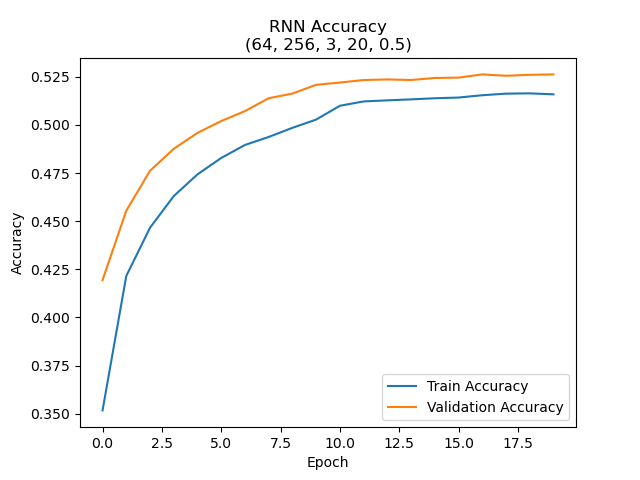 RNN Accuracy
(64, 256, 3, 20, 0.5)
0.525
0.500
0.475
0.450
0.425
0.400
0.375
0.350
Accuracy
Train Accuracy
Validation Accuracy
0.0 2.5 5.0 7.5 10.0 12.5 15.0 17.5
Epoch